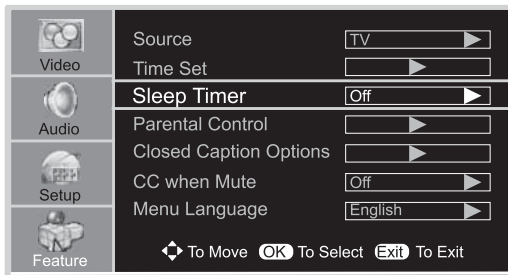 Video
Audio
Setup
Feature
Source TV
Time Set
Sleep Timer Off
Parental Control
Closed Caption Options
CC when Mute Off
Menu Language English
To Move OK To Select Exit To Exit